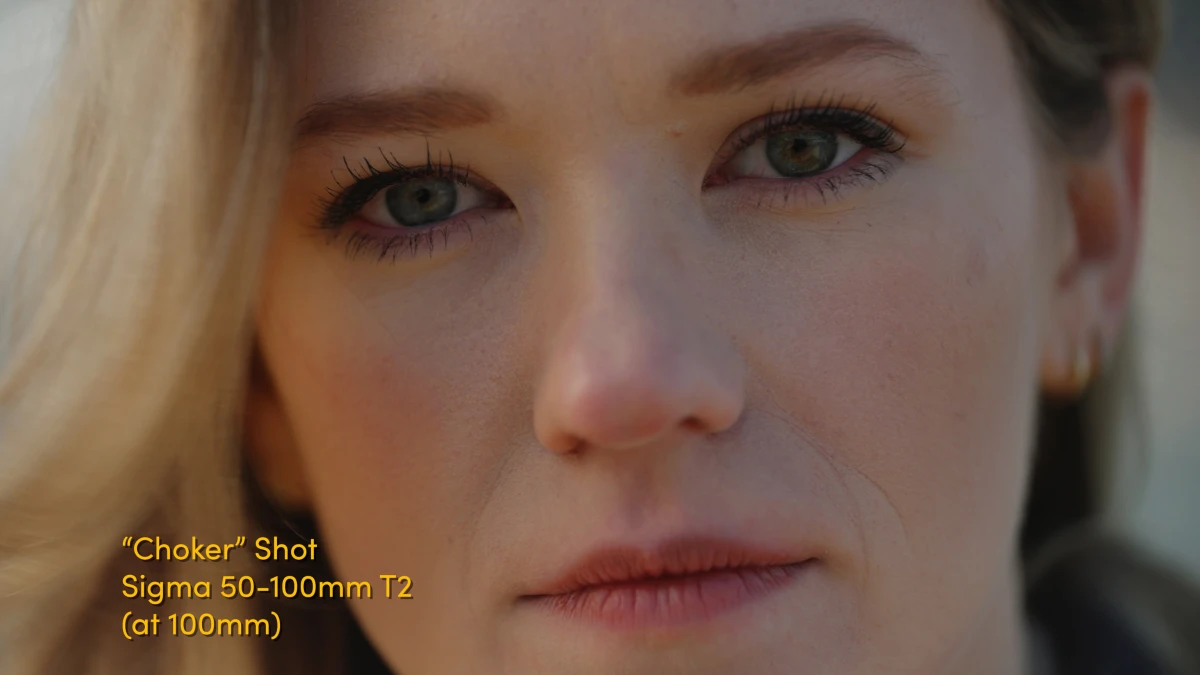 “Choker” Shot
Sigma 50-100mm T2
(at 100mm)